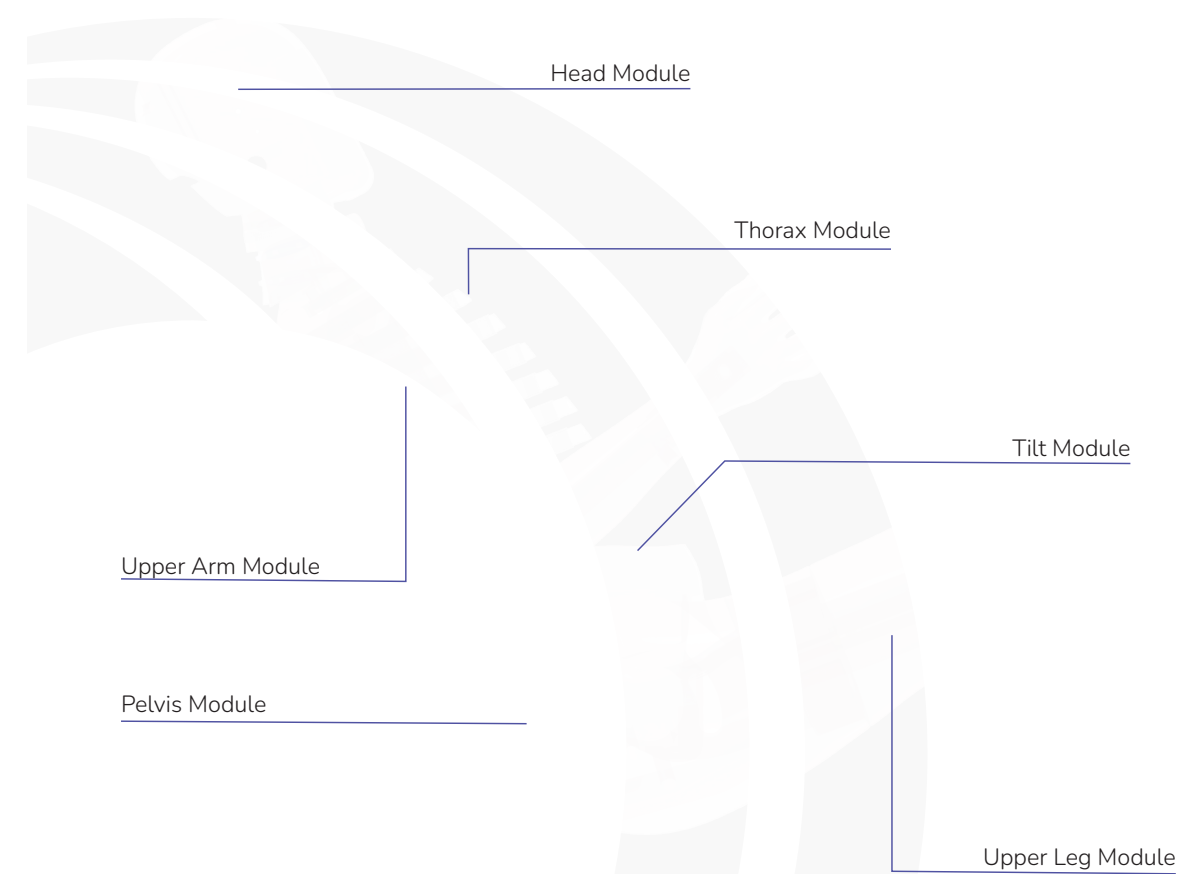 Head Module
Thorax Module
Tilt Module
Upper Arm Module
Pelvis Module
Upper Leg Module